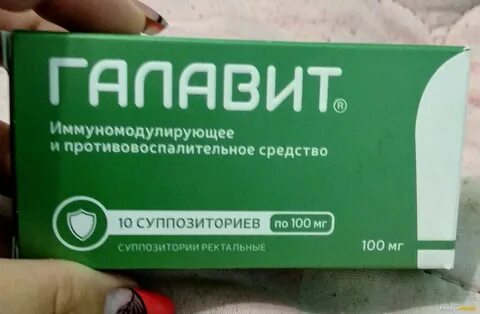 ГАЛАВИТ®
Иммуномодулирующее
и противовоспалительное средство
10 СУППОЗИТОРИЕВ по 100 мг
СУППОЗИТОРИИ РЕКТАЛЬНЫЕ 100 мг